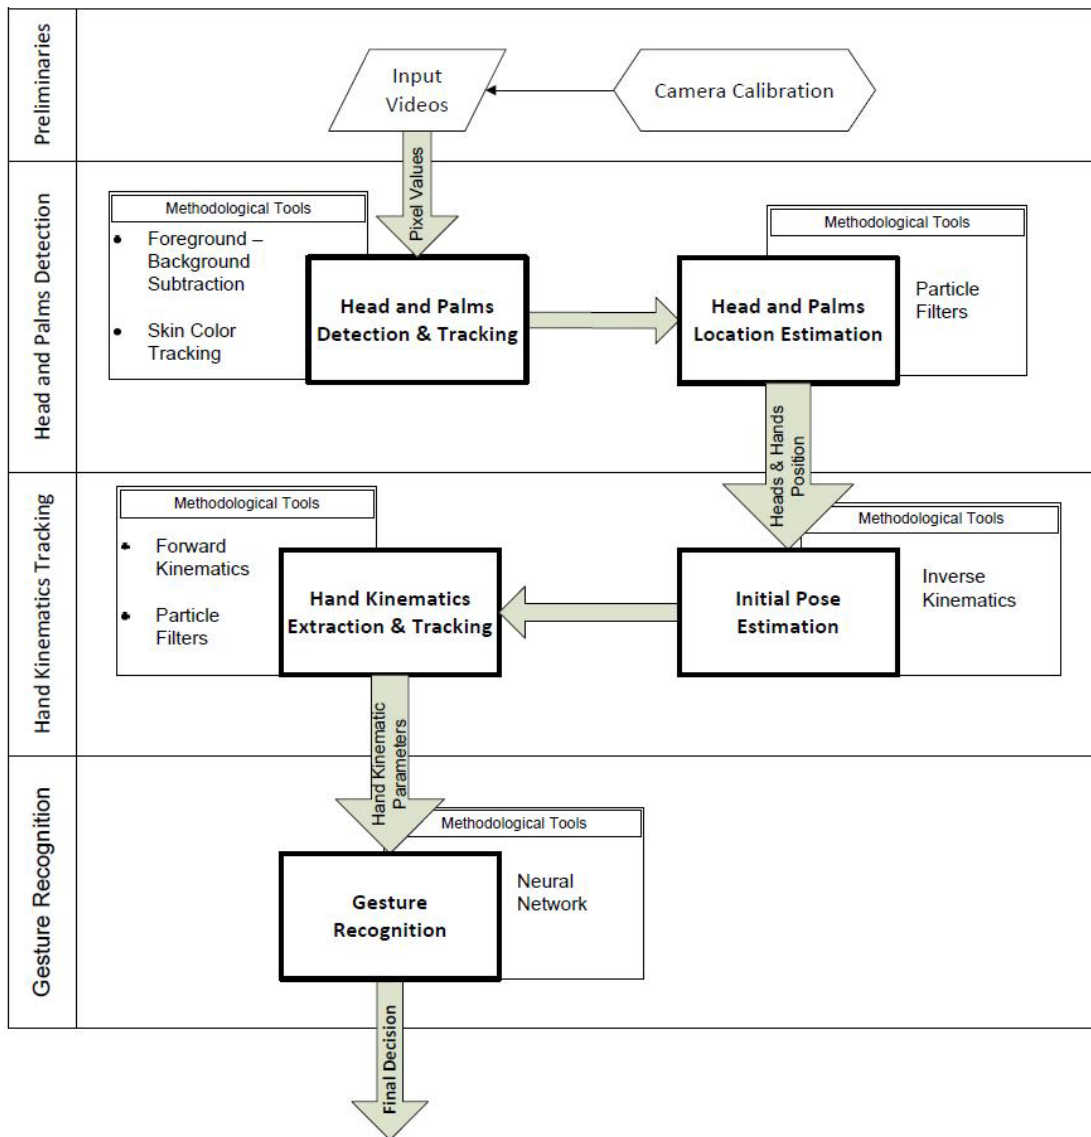 Preliminaries
Input
Videos
Camera Calibration
Pixel Values
Head and Palms Detection
Methodological Tools
Foreground –
Background
Subtraction
Skin Color
Tracking
Head and Palms
Detection & Tracking
Methodological Tools
Particle
Filters
Head and Palms
Location Estimation
Heads & Hands
Position
Hand Kinematics Tracking
Methodological Tools
Forward
Kinematics
Particle
Filters
Hand Kinematics
Extraction & Tracking
Methodological Tools
Inverse
Kinematics
Initial Pose
Estimation
Hand Kinematic
Parameters
Gesture Recognition
Methodological Tools
Neural
Network
Gesture
Recognition
Final Decision